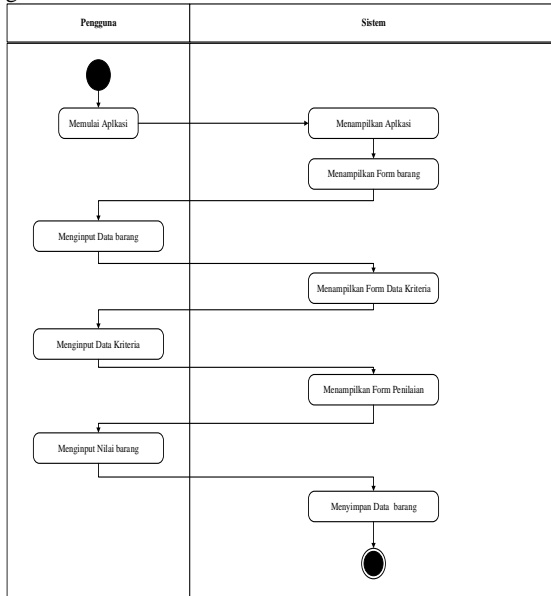 Pengguna
Sistem
Memulai Aplkasi
Menampilkan Aplkasi
Menampilkan Form barang
Menginput Data barang
Menampilkan Form Data Kriteria
Menginput Data Kriteria
Menampilkan Form Penilaian
Menginput Nilai barang
Menyimpan Data barang